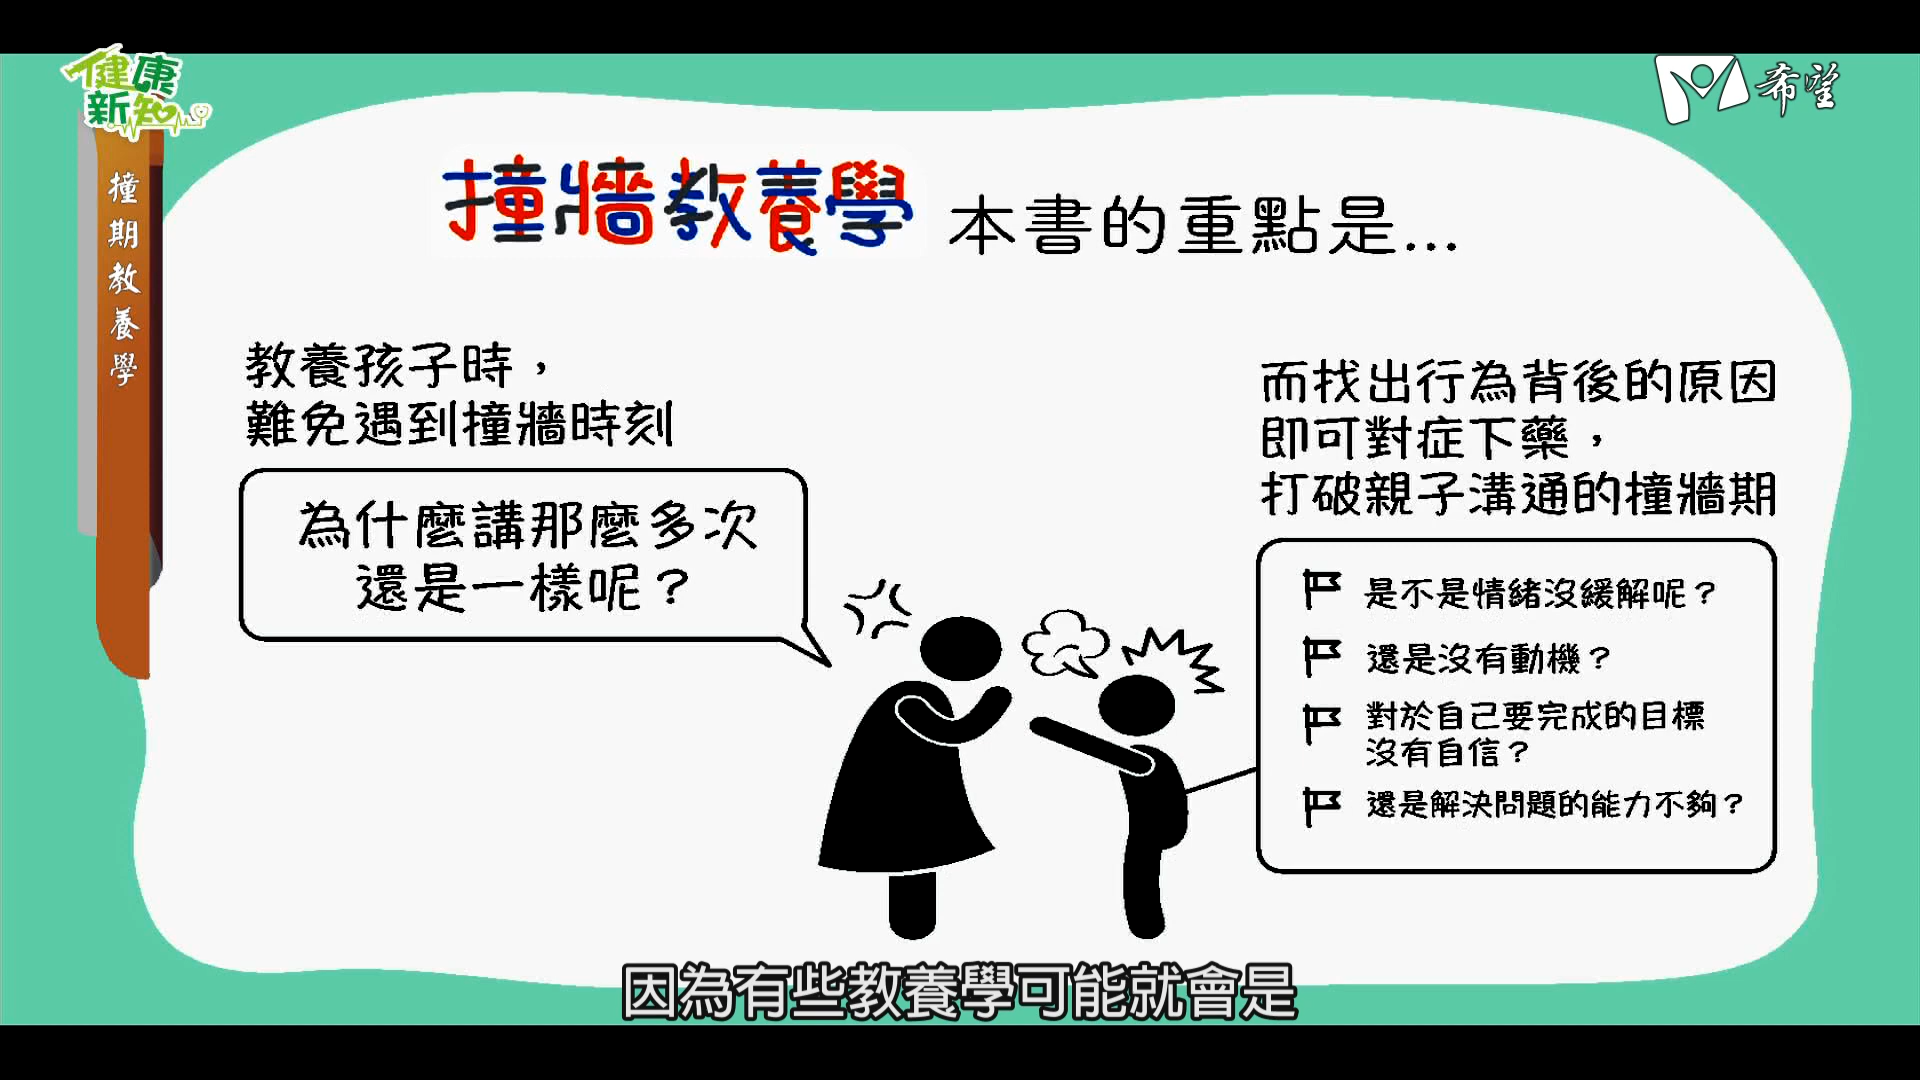 健康
新知
希望
撞期教養學
撞牆教養學 本書的重點是...
教養孩子時，
難免遇到撞牆時刻
為什麼講那麼多次
還是一樣呢？
而找出行為背後的原因
即可對症下藥，
打破親子溝通的撞牆期
是不是情緒沒緩解呢？
還是沒有動機？
對於自己要完成的目標
沒有自信？
還是解決問題的能力不夠？
因為有些教養學可能就會是